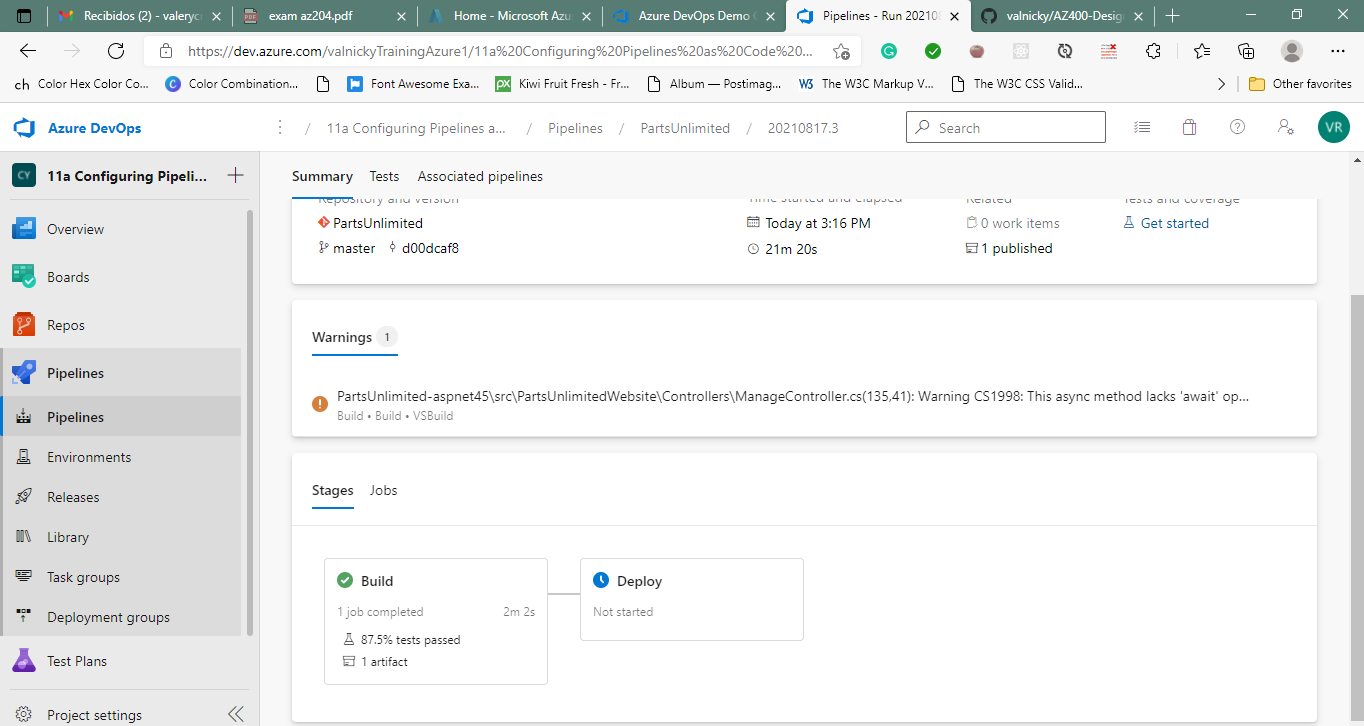 Recibidos (2) - valeryc
exam az204.pdf
Home - Microsoft Azu
Azure DevOps Demo G
Pipelines - Run 202108
valnicky/AZ400-Desig
https://dev.azure.com/valnickyTrainingAzure1/11a%20Configuring%20Pipelines%20as%20Code%20...
ch Color Hex Color Co...
C Color Combination...
Font Awesome Exa...
px Kiwi Fruit Fresh - Fr...
Album — Postimag...
W3 The W3C Markup V...
The W3C CSS Valid...
Other favorites
Azure DevOps
/ 11a Configuring Pipelines a... / Pipelines / PartsUnlimited / 20210817.3
Search
VR
CY 11a Configuring Pipeli...
Overview
Boards
Repos
Pipelines
Pipelines
Environments
Releases
Library
Task groups
Deployment groups
Test Plans
Project settings
Summary Tests Associated pipelines
Repository and version
PartsUnlimited
master d00dcaf8
Time started and elapsed
Today at 3:16 PM
21m 20s
Related
0 work items
1 published
Tests and coverage
Get started
Warnings 1
PartsUnlimited-aspnet45\src\PartsUnlimitedWebsite\Controllers\ManageController.cs(135,41): Warning CS1998: This async method lacks 'await' op...
Build • Build • VSBuild
Stages Jobs
Build
1 job completed 2m 2s
87.5% tests passed
1 artifact
Deploy
Not started